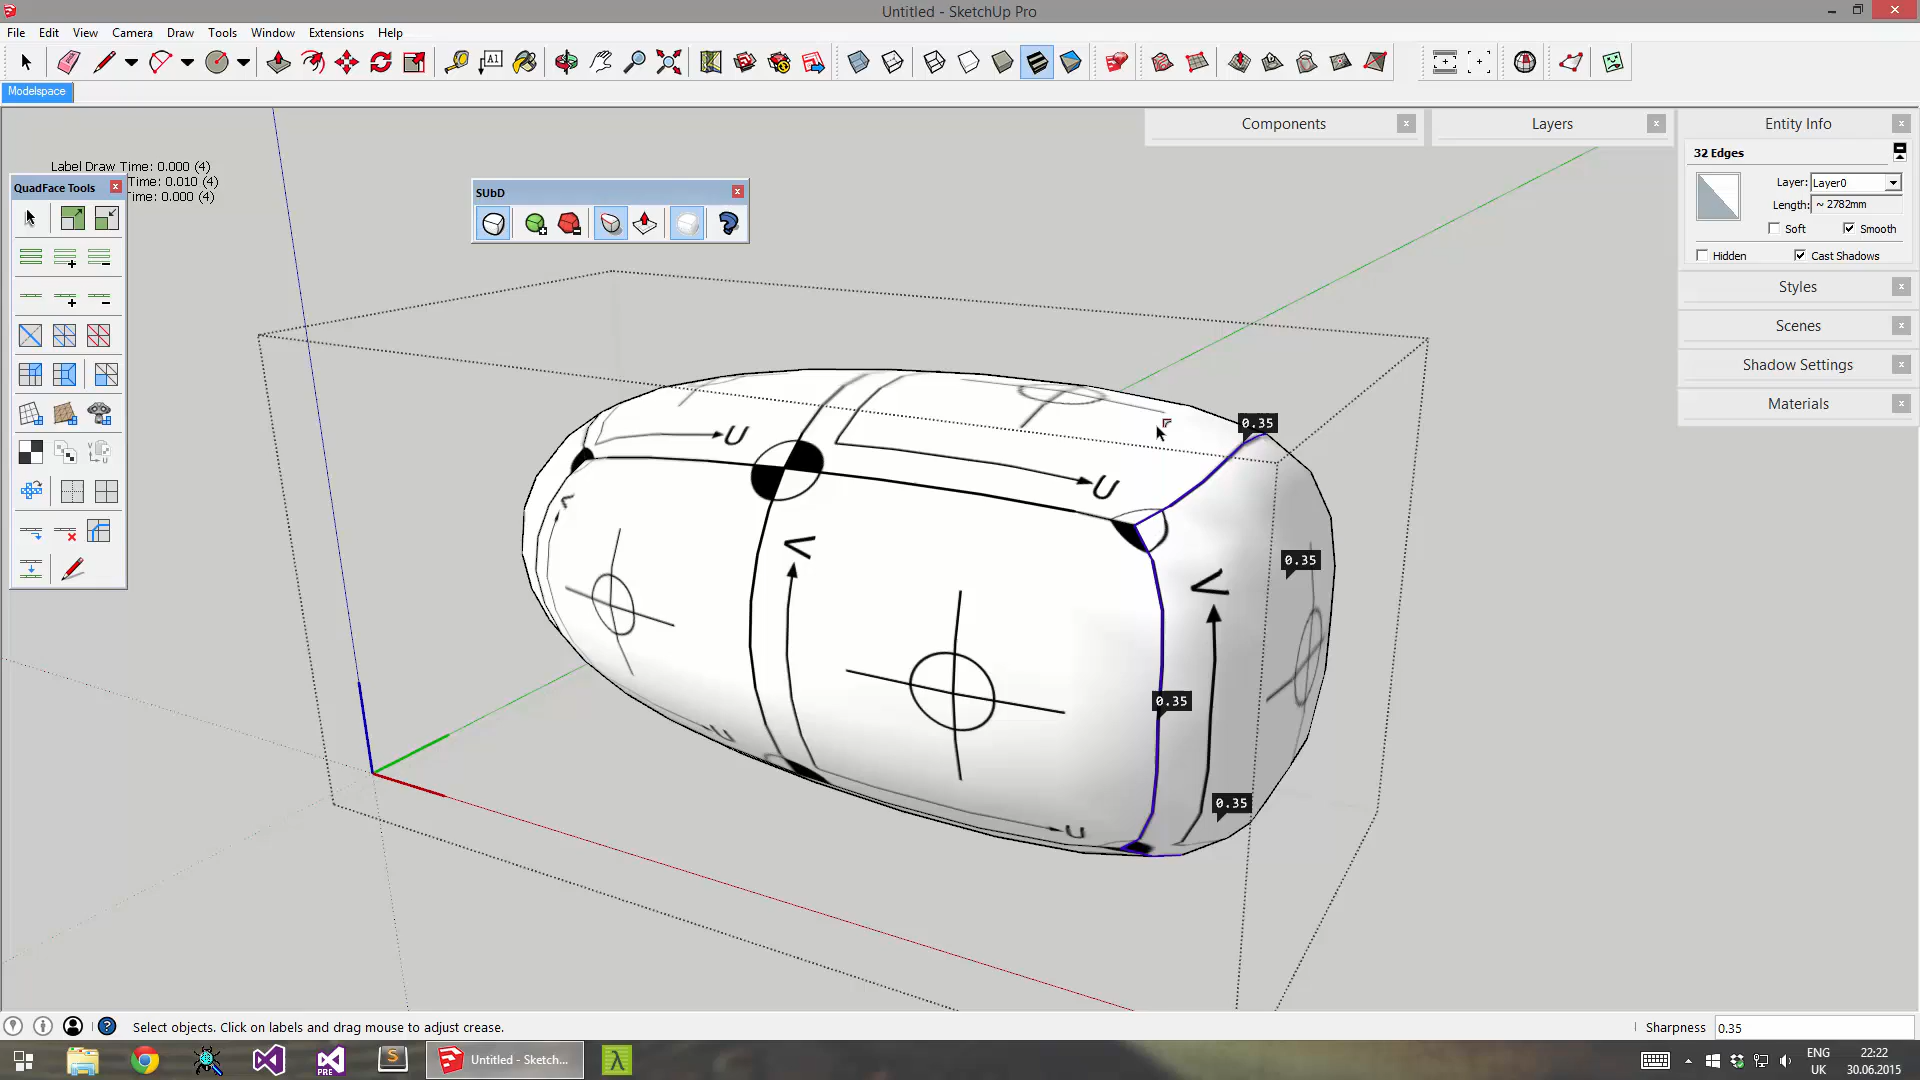 Untitled - SketchUp Pro
File Edit View Camera Draw Tools Window Extensions Help
A1
Modelspace
Components
Layers
Entity Info
Label Draw Time: 0.000 (4)
Time: 0.010 (4)
Time: 0.000 (4)
QuadFace Tools
SUbD
32 Edges
Layer: Layer0
Length: ~ 2782mm
Soft Smooth
Hidden Cast Shadows
Styles
Scenes
Shadow Settings
Materials
0.35
U
U
V
V
V
0.35
0.35
0.35
U
U
Select objects. Click on labels and drag mouse to adjust crease.
Sharpness 0.35
PRE
S
Untitled - Sketch...
λ
ENG
UK
22:22
30.06.2015